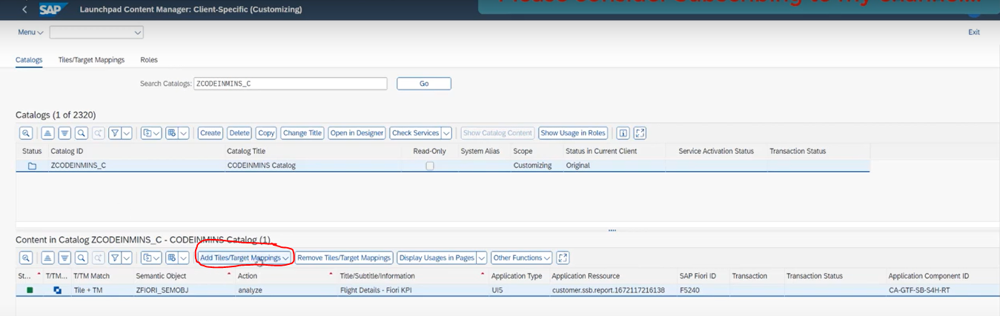 SAP Launchpad Content Manager: Client-Specific (Customizing)
Menu Exit
Catalogs Tiles/Target Mappings Roles
Search Catalogs: ZCODEINMINS_C Go
Catalogs (1 of 2320)
Create Delete Copy Change Title Open in Designer Check Services Show Catalog Content Show Usage in Roles
Status Catalog ID Catalog Title Read-Only System Alias Scope Status in Current Client Service Activation Status Transaction Status
ZCODEINMINS_C CODEINMINS Catalog Customizing Original
Content in Catalog ZCODEINMINS_C - CODEINMINS Catalog (1)
Add Tiles/Target Mappings Remove Tiles/Target Mappings Display Usages in Pages Other Functions
St... T/TM... T/TM Match Semantic Object Action Title/Subtitle/Information Application Type Application Ressource SAP Fiori ID Transaction Transaction Status Application Component ID
Tile + TM ZFIORI_SEMOBJ analyze Flight Details - Fiori KPI UI5 customer.ssb.report.1672117216138 F5240 CA-GTF-SB-S4H-RT